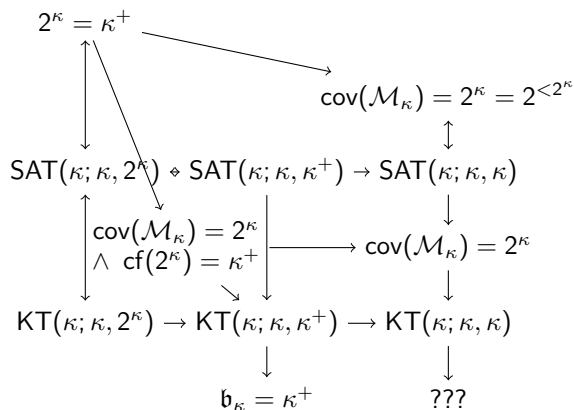 2^κ = κ^+
cov(M_κ) = 2^κ = 2^{<2^κ}
SAT(κ; κ, 2^κ) SAT(κ; κ, κ^+) → SAT(κ; κ, κ)
cov(M_κ) = 2^κ
∧ cf(2^κ) = κ^+
cov(M_κ) = 2^κ
KT(κ; κ, 2^κ) → KT(κ; κ, κ^+) → KT(κ; κ, κ)
𝔟_κ = κ^+
???